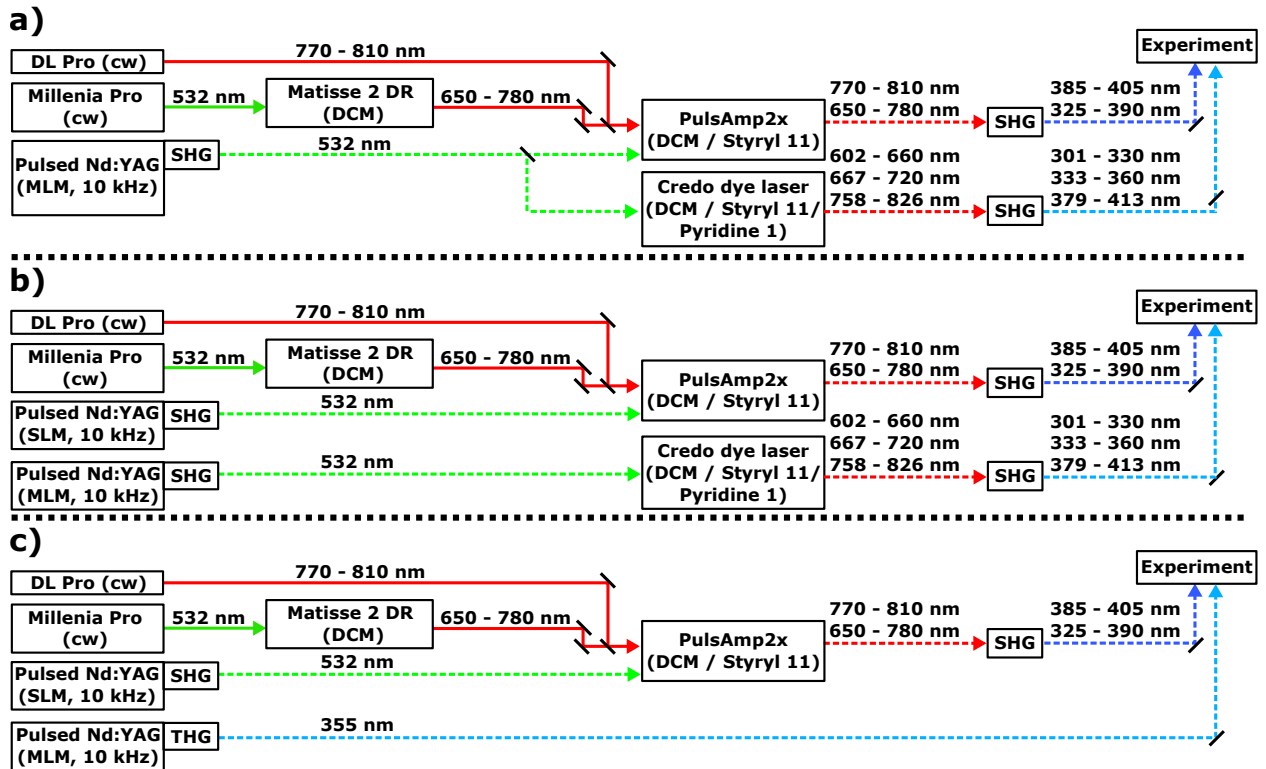 a)
DL Pro (cw)
770 - 810 nm
Millenia Pro
(cw)
532 nm
Matisse 2 DR
(DCM)
650 - 780 nm
Pulsed Nd:YAG
(MLM, 10 kHz)
SHG
532 nm
PulsAmp2x
(DCM / Styryl 11)
770 - 810 nm
650 - 780 nm
SHG
385 - 405 nm
325 - 390 nm
Experiment
Credo dye laser
(DCM / Styryl 11/
Pyridine 1)
602 - 660 nm
667 - 720 nm
758 - 826 nm
SHG
301 - 330 nm
333 - 360 nm
379 - 413 nm
b)
DL Pro (cw)
770 - 810 nm
Millenia Pro
(cw)
532 nm
Matisse 2 DR
(DCM)
650 - 780 nm
Pulsed Nd:YAG
(SLM, 10 kHz)
SHG
532 nm
PulsAmp2x
(DCM / Styryl 11)
770 - 810 nm
650 - 780 nm
SHG
385 - 405 nm
325 - 390 nm
Experiment
Pulsed Nd:YAG
(MLM, 10 kHz)
SHG
532 nm
Credo dye laser
(DCM / Styryl 11/
Pyridine 1)
602 - 660 nm
667 - 720 nm
758 - 826 nm
SHG
301 - 330 nm
333 - 360 nm
379 - 413 nm
c)
DL Pro (cw)
770 - 810 nm
Millenia Pro
(cw)
532 nm
Matisse 2 DR
(DCM)
650 - 780 nm
Pulsed Nd:YAG
(SLM, 10 kHz)
SHG
532 nm
PulsAmp2x
(DCM / Styryl 11)
770 - 810 nm
650 - 780 nm
SHG
385 - 405 nm
325 - 390 nm
Experiment
Pulsed Nd:YAG
(MLM, 10 kHz)
THG
355 nm